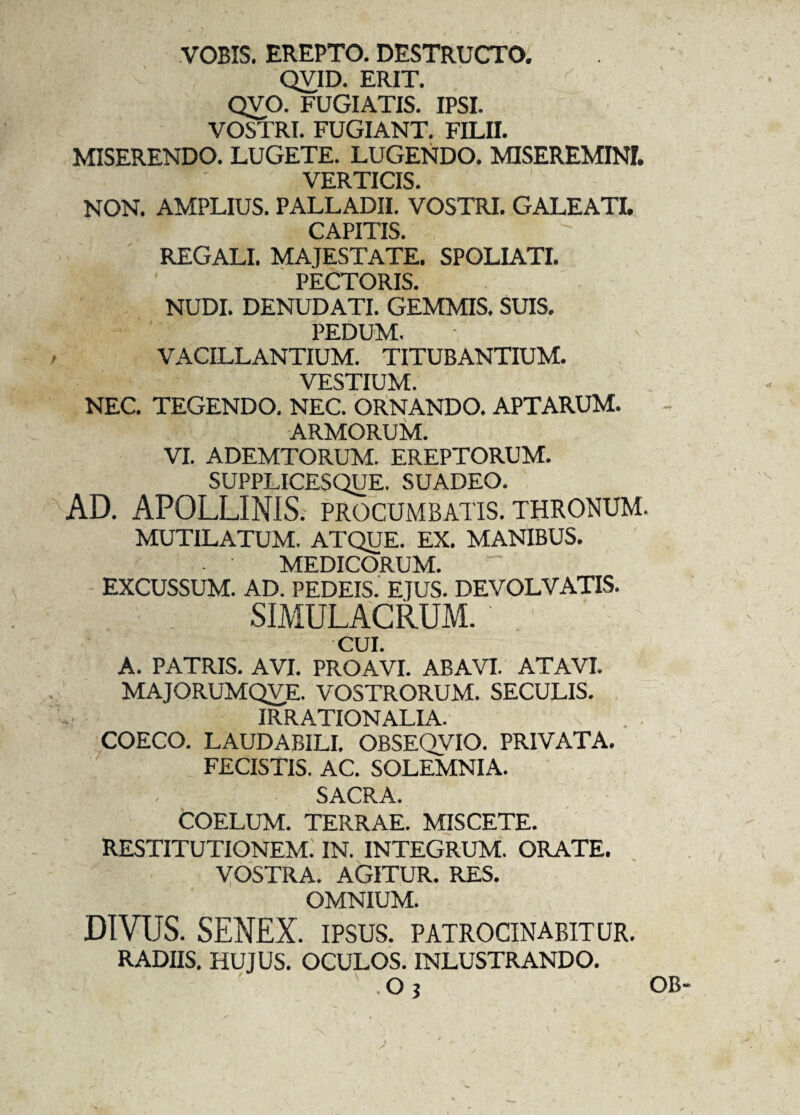 VOBIS. EREPTO. DESTRUCTO.
QVID. ERIT.
QVO. FUGIATIS. IPSI.
VOSTRI. FUGIANT. FILII.
MISERENDO. LUGETE. LUGENDO. MISEREMINI.
VERTICIS.
NON. AMPLIUS. PALLADII. VOSTRI. GALEATI.
CAPITIS.
REGALI. MAJESTATE. SPOLIATI.
PECTORIS.
NUDI. DENUDATI. GEMMIS. SUIS.
PEDUM.
VACILLANTIUM. TITUBANTIUM.
VESTIUM.
NEC. TEGENDO. NEC. ORNANDO. APTARUM.
ARMORUM.
VI. ADEMTORUM. EREPTORUM.
SUPPLICESQUE. SUADEO.
AD. APOLLINIS. PROCUMBATIS. THRONUM.
MUTILATUM. ATQUE. EX. MANIBUS.
MEDICORUM.
EXCUSSUM. AD. PEDEIS. EJUS. DEVOLVATIS.
SIMULACRUM.
CUI.
A. PATRIS. AVI. PROAVI. ABAVI. ATAVI.
MAJORUMQVE. VOSTRORUM. SECULIS.
IRRATIONALIA.
COECO. LAUDABILI. OBSEQVIO. PRIVATA.
FECISTIS. AC. SOLEMNIA.
SACRA.
COELUM. TERRAE. MISCETE.
RESTITUTIONEM. IN. INTEGRUM. ORATE.
VOSTRA. AGITUR. RES.
OMNIUM.
DIVUS. SENEX. IPSUS. PATROCINABITUR.
RADIIS. HUJUS. OCULOS. INLUSTRANDO.
O 3 OB-